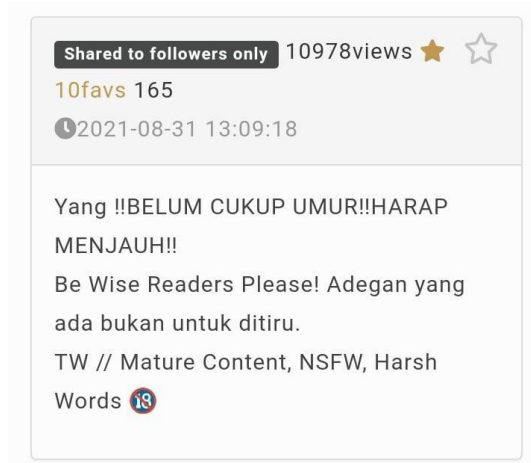 Shared to followers only 10978views
10favs 165
2021-08-31 13:09:18
Yang !!BELUM CUKUP UMUR!!HARAP
MENJAUH!!
Be Wise Readers Please! Adegan yang
ada bukan untuk ditiru.
TW // Mature Content, NSFW, Harsh
Words 🔞